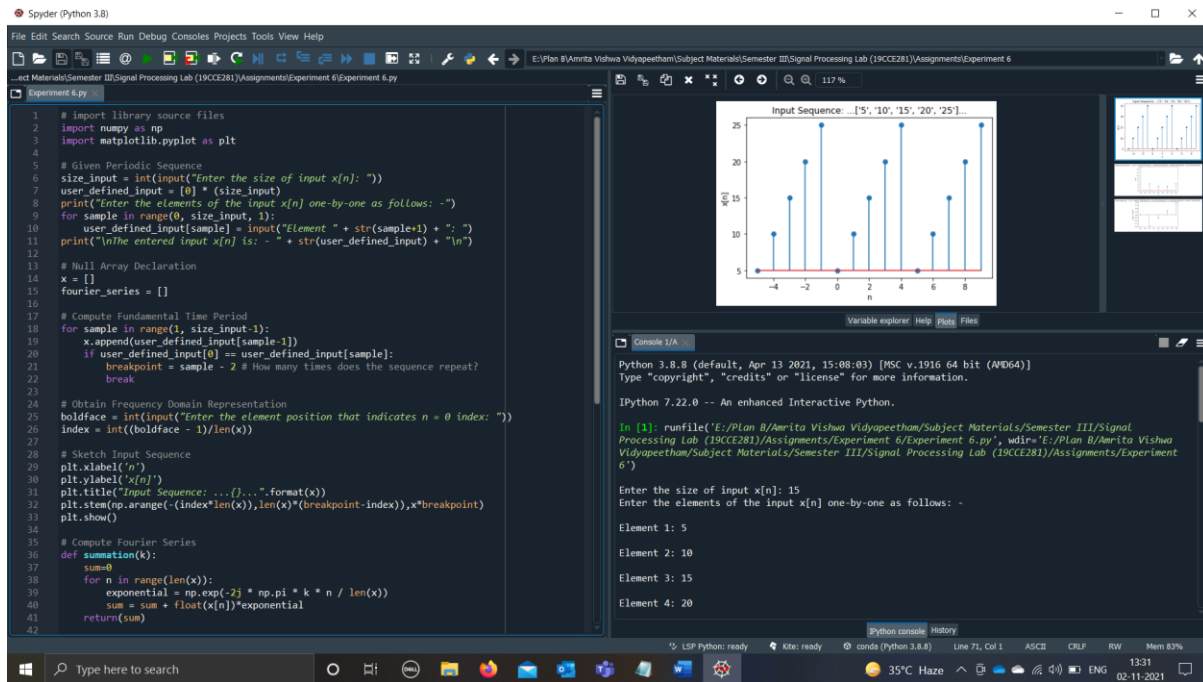 Spyder (Python 3.8)
File Edit Search Source Run Debug Consoles Projects Tools View Help
E:\Plan B\Amrita Vishwa Vidyapeetham\Subject Materials\Semester III\Signal Processing Lab (19CCE281)\Assignments\Experiment 6
...ect Materials\Semester III\Signal Processing Lab (19CCE281)\Assignments\Experiment 6\Experiment 6.py
Experiment 6.py
1 # import library source files
2 import numpy as np
3 import matplotlib.pyplot as plt
4
5 # Given Periodic Sequence
6 size_input = int(input("Enter the size of input x[n]: "))
7 user_defined_input = [0] * (size_input)
8 print("Enter the elements of the input x[n] one-by-one as follows: -")
9 for sample in range(0, size_input, 1):
10     user_defined_input[sample] = input("Element " + str(sample+1) + ": ")
11 print("\nThe entered input x[n] is: - " + str(user_defined_input) + "\n")
12
13 # Null Array Declaration
14 x = []
15 fourier_series = []
16
17 # Compute Fundamental Time Period
18 for sample in range(1, size_input-1):
19     x.append(user_defined_input[sample-1])
20     if user_defined_input[0] == user_defined_input[sample]:
21         breakpoint = sample - 2 # How many times does the sequence repeat?
22         break
23
24 # Obtain Frequency Domain Representation
25 boldface = int(input("Enter the element position that indicates n = 0 index: "))
26 index = int((boldface - 1)/len(x))
27
28 # Sketch Input Sequence
29 plt.xlabel('n')
30 plt.ylabel('x[n]')
31 plt.title("Input Sequence: ...{}...".format(x))
32 plt.stem(np.arange(-(index*len(x)),len(x)*(breakpoint-index)),x*breakpoint)
33 plt.show()
34
35 # Compute Fourier Series
36 def summation(k):
37     sum=0
38     for n in range(len(x)):
39         exponential = np.exp(-2j * np.pi * k * n / len(x))
40         sum = sum + float(x[n])*exponential
41     return(sum)
42
117 %
Input Sequence: ...['5', '10', '15', '20', '25']...
25
20
15
10
5
x[n]
−4 −2 0 2 4 6 8
n
Variable explorer Help Plots Files
Console 1/A
Python 3.8.8 (default, Apr 13 2021, 15:08:03) [MSC v.1916 64 bit (AMD64)]
Type "copyright", "credits" or "license" for more information.
IPython 7.22.0 -- An enhanced Interactive Python.
In [1]: runfile('E:/Plan B/Amrita Vishwa Vidyapeetham/Subject Materials/Semester III/Signal
Processing Lab (19CCE281)/Assignments/Experiment 6/Experiment 6.py', wdir='E:/Plan B/Amrita Vishwa
Vidyapeetham/Subject Materials/Semester III/Signal Processing Lab (19CCE281)/Assignments/Experiment
6')
Enter the size of input x[n]: 15
Enter the elements of the input x[n] one-by-one as follows: -
Element 1: 5
Element 2: 10
Element 3: 15
Element 4: 20
IPython console History
LSP Python: ready Kite: ready conda (Python 3.8.8) Line 71, Col 1 ASCII CRLF RW Mem 83%
Type here to search
35°C Haze
ENG
13:31
02-11-2021